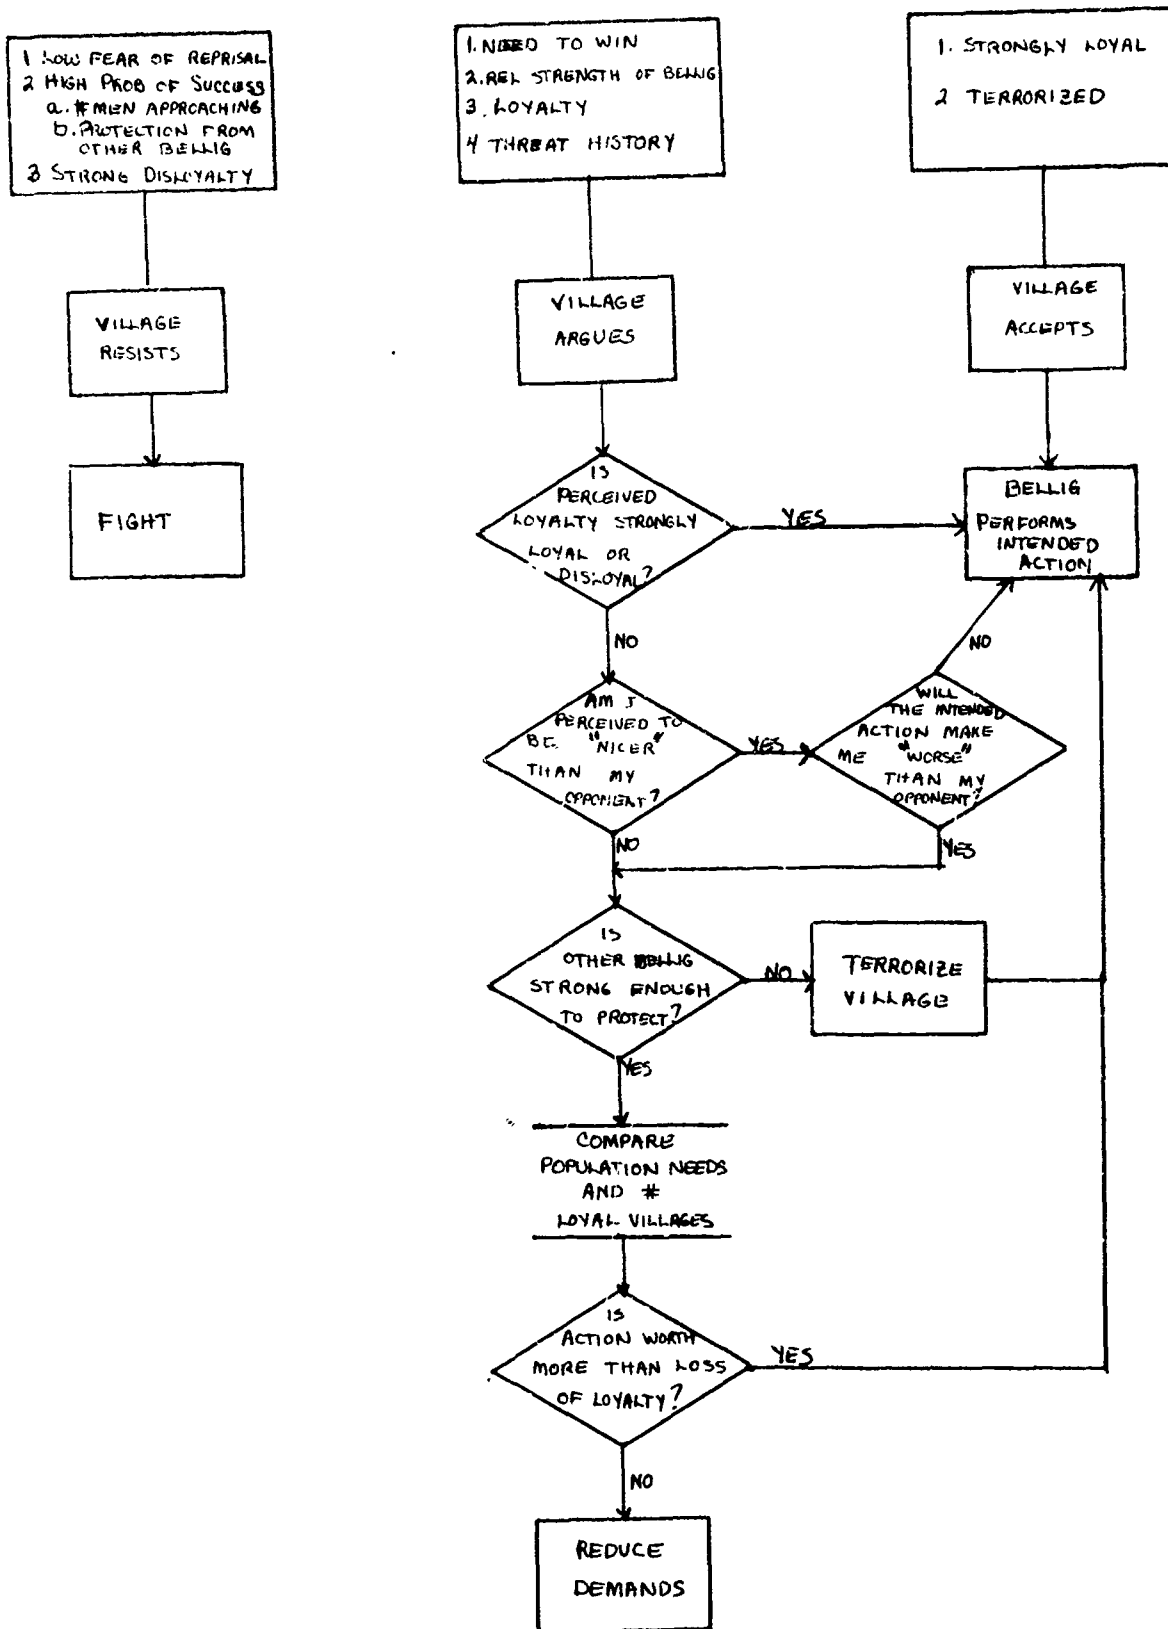 1 LOW FEAR OF REPRISAL
2 HIGH PROB OF SUCCESS
a. # MEN APPROACHING
b. PROTECTION FROM
OTHER BELLIG
3 STRONG DISLOYALTY
VILLAGE
RESISTS
FIGHT
1. NEED TO WIN
2. REL STRENGTH OF BELLIG
3. LOYALTY
4 THREAT HISTORY
VILLAGE
ARGUES
IS
PERCEIVED
LOYALTY STRONGLY
LOYAL OR
DISLOYAL?
YES
NO
AM I
PERCEIVED TO
BE "NICER"
THAN MY
OPPONENT?
YES
NO
WILL
THE INTENDED
ACTION MAKE
ME "WORSE"
THAN MY
OPPONENT?
NO
YES
IS
OTHER BELLIG
STRONG ENOUGH
TO PROTECT?
NO
YES
TERRORIZE
VILLAGE
COMPARE
POPULATION NEEDS
AND #
LOYAL VILLAGES
IS
ACTION WORTH
MORE THAN LOSS
OF LOYALTY?
YES
NO
REDUCE
DEMANDS
1. STRONGLY LOYAL
2 TERRORIZED
VILLAGE
ACCEPTS
BELLIG
PERFORMS
INTENDED
ACTION